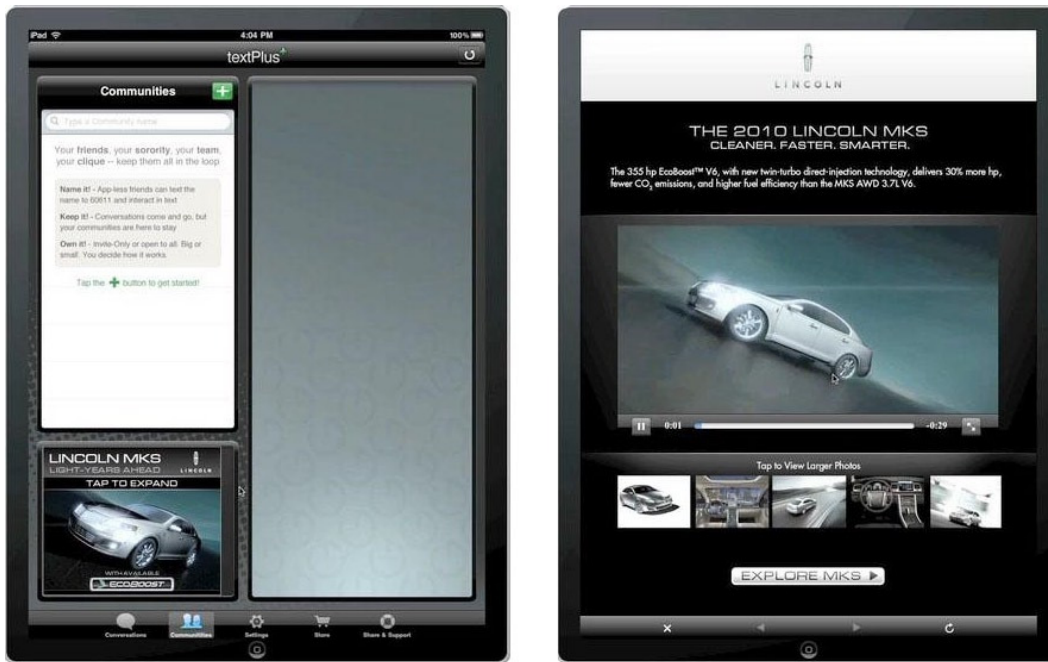 iPad
4:04 PM
100%
textPlus+
Communities
Type a Community name
Your friends, your sorority, your team,
your clique -- keep them all in the loop
Name it! - App-less friends can text the
name to 60611 and interact in text
Keep it! - Conversations come and go, but
your communities are here to stay
Own it! - Invite-Only or open to all. Big or
small. You decide how it works.
Tap the + button to get started!
LINCOLN MKS
LIGHT-YEARS AHEAD
LINCOLN
TAP TO EXPAND
WITH AVAILABLE
ECOBOOST
Conversations
Communities
Settings
Store
Share & Support
LINCOLN
THE 2010 LINCOLN MKS
CLEANER. FASTER. SMARTER.
The 355 hp EcoBoost™ V6, with new twin-turbo direct-injection technology, delivers 30% more hp,
fewer CO₂ emissions, and higher fuel efficiency than the MKS AWD 3.7L V6.
0:01
-0:29
Tap to View Larger Photos
EXPLORE MKS